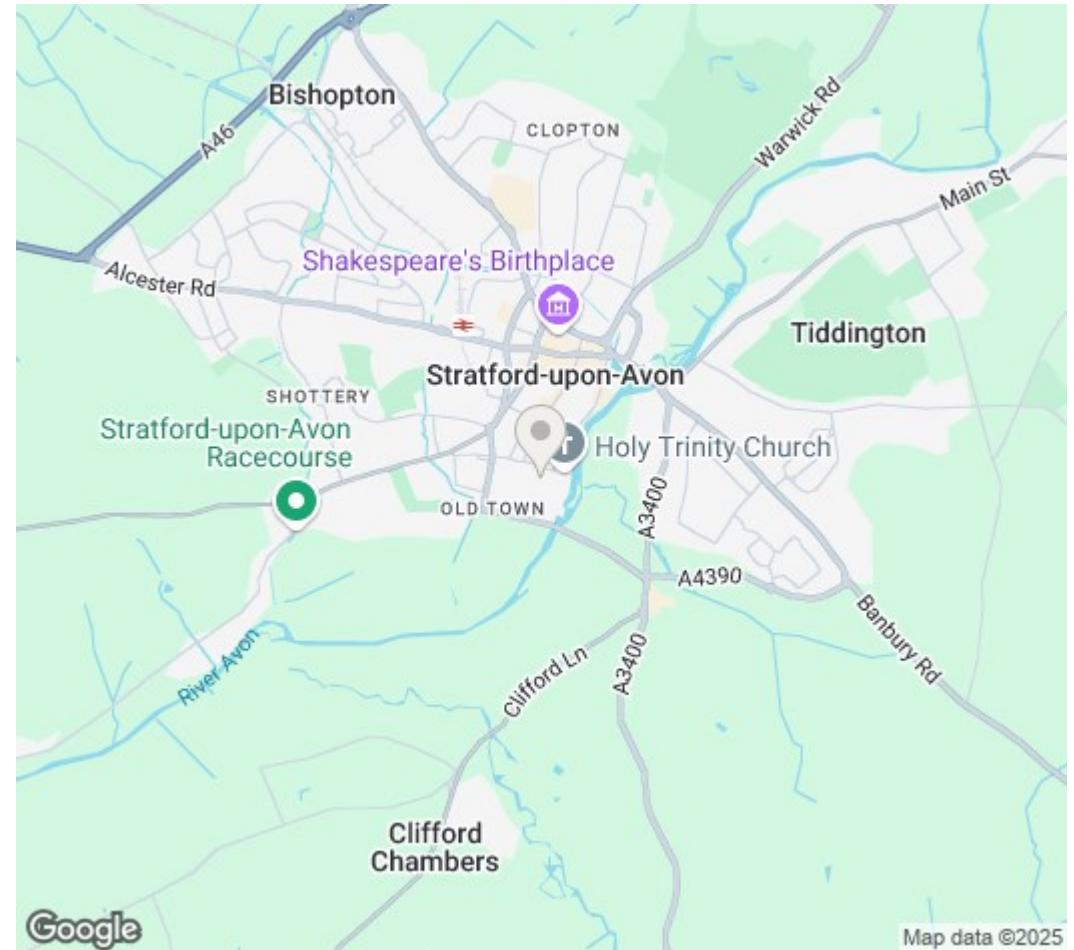 Bishopton
CLOPTON
A46
Warwick Rd
Main St
Shakespeare's Birthplace
Alcester Rd
Tiddington
Stratford-upon-Avon
SHOTTERY
Stratford-upon-Avon
Racecourse
Holy Trinity Church
OLD TOWN
A3400
A4390
Banbury Rd
River Avon
Clifford Ln
A3400
Clifford
Chambers
Google
Map data ©2025